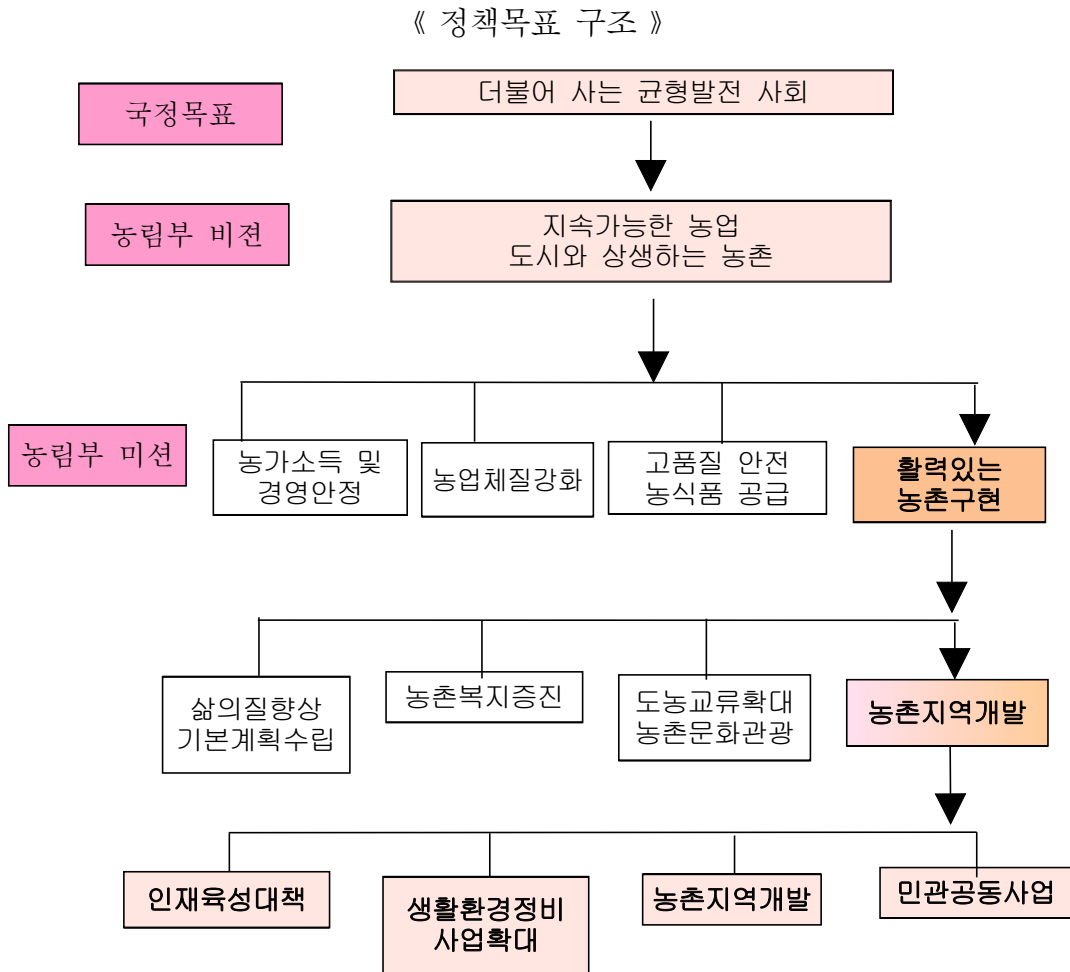 《 정책목표 구조 》
국정목표
더불어 사는 균형발전 사회
농림부 비젼
지속가능한 농업
도시와 상생하는 농촌
농림부 미션
농가소득 및
경영안정
농업체질강화
고품질 안전
농식품 공급
활력있는
농촌구현
삶의질향상
기본계획수립
농촌복지증진
도농교류확대
농촌문화관광
농촌지역개발
인재육성대책
생활환경정비
사업확대
농촌지역개발
민관공동사업